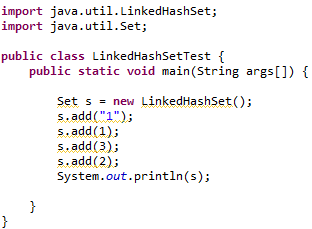 import java.util.LinkedHashSet;
import java.util.Set;
public class LinkedHashSetTest {
public static void main(String args[]) {
Set s = new LinkedHashSet();
s.add("1");
s.add(1);
s.add(3);
s.add(2);
System.out.println(s);
}
}